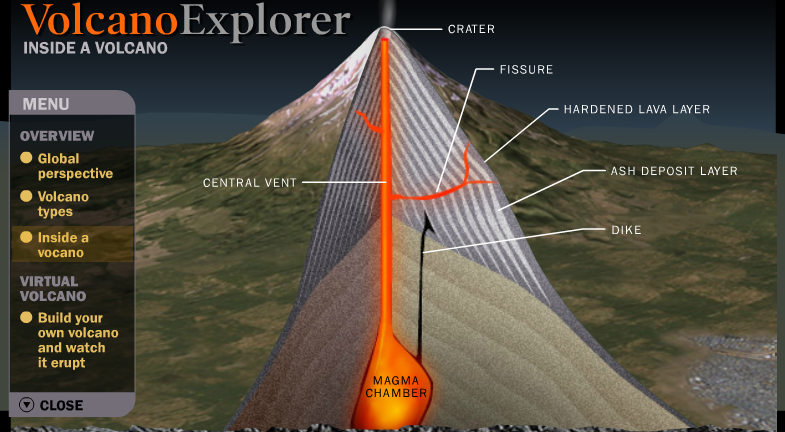 VolcanoExplorer
INSIDE A VOLCANO
MENU
OVERVIEW
Global
perspective
Volcano
types
Inside a
vocano
VIRTUAL
VOLCANO
Build your
own volcano
and watch
it erupt
CLOSE
CRATER
FISSURE
HARDENED LAVA LAYER
ASH DEPOSIT LAYER
CENTRAL VENT
DIKE
MAGMA
CHAMBER